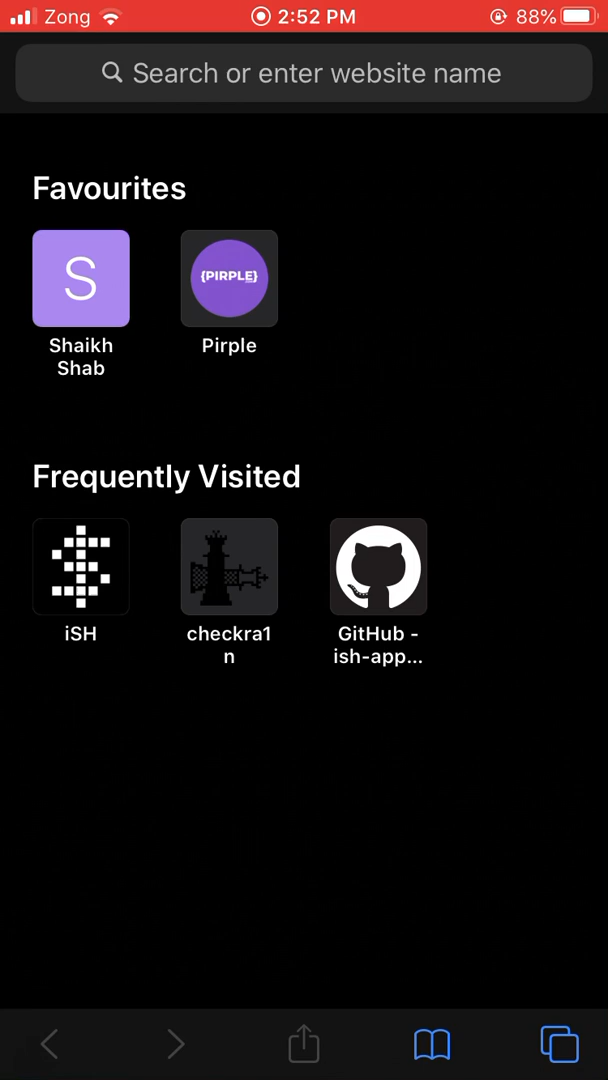 Zong 2:52 PM 88%
Search or enter website name
Favourites
S {PIRPLE}
Shaikh Shab
Pirple
Frequently Visited
iSH
checkra1
n
GitHub -
ish-app...